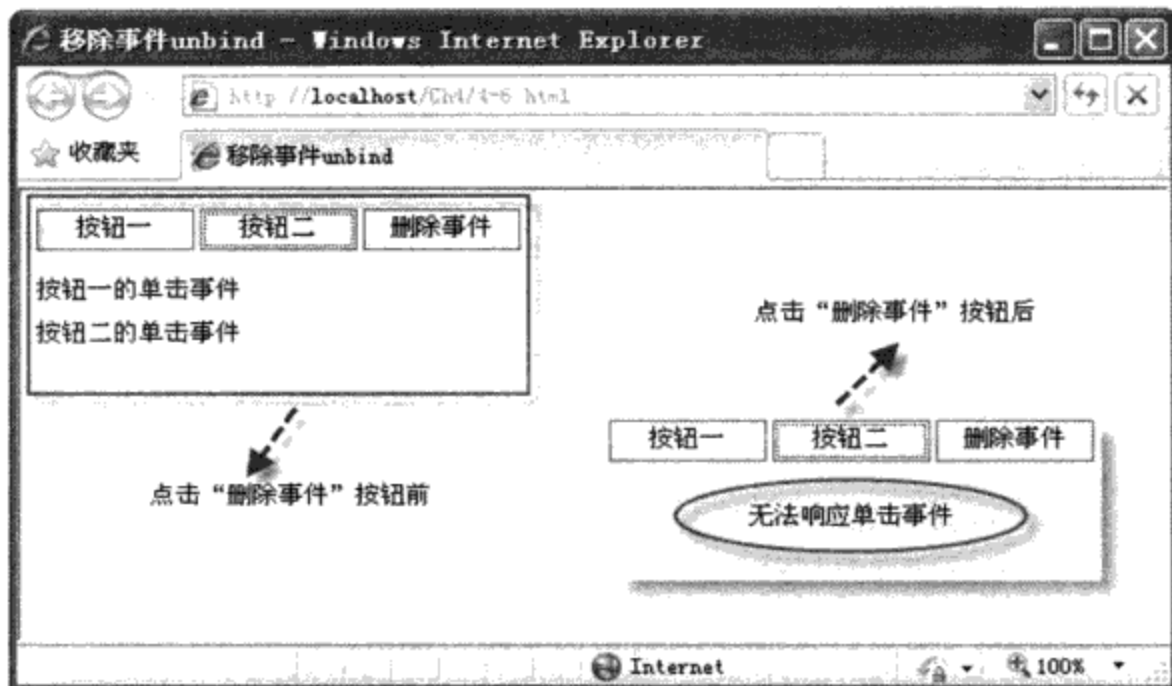 移除事件unbind - Windows Internet Explorer
http //localhost/Ch4/4-6 html
收藏夹 移除事件unbind
按钮一 按钮二 删除事件
按钮一的单击事件
按钮二的单击事件
点击“删除事件”按钮前
点击“删除事件”按钮后
按钮一 按钮二 删除事件
无法响应单击事件
Internet 100%